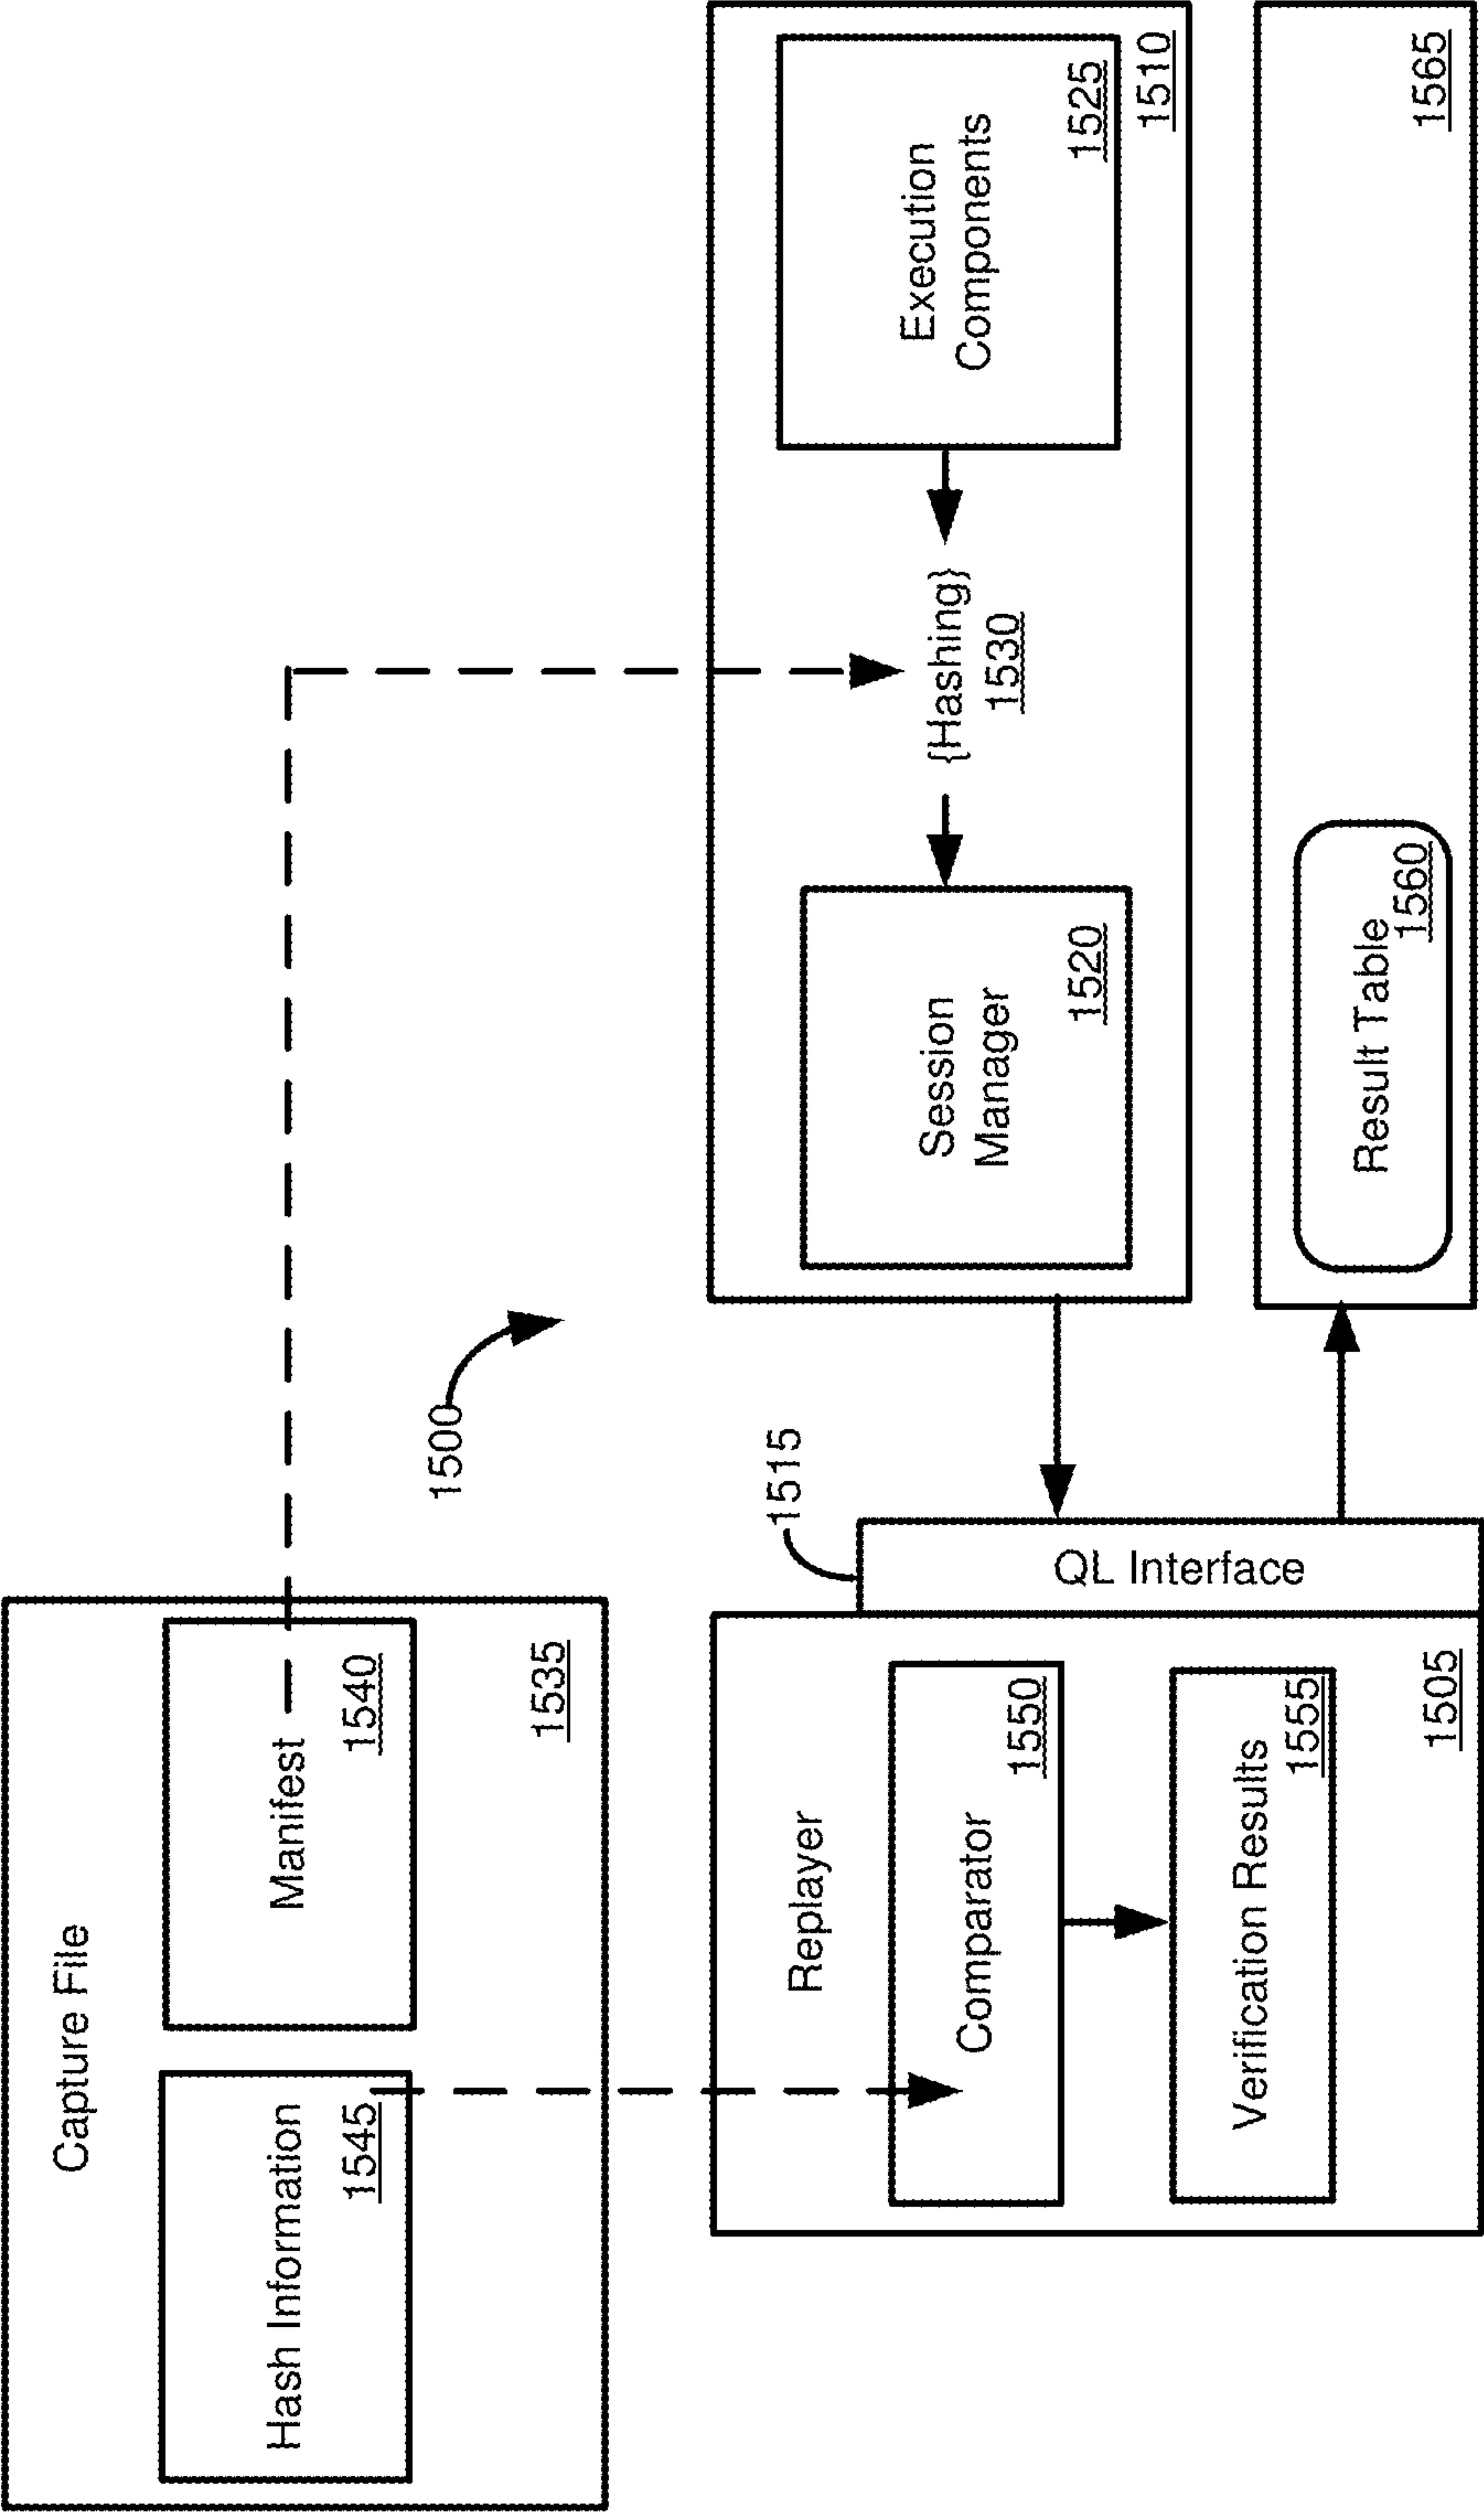 Capture File
Hash Information
1545
Manifest
1540
1535
1500
Replayer
Comparator
1550
Verification Results
1555
1505
1515
QL Interface
Session
Manager
1520
{Hashing}
1530
Execution
Components
1525
1510
Result Table
1560
1565